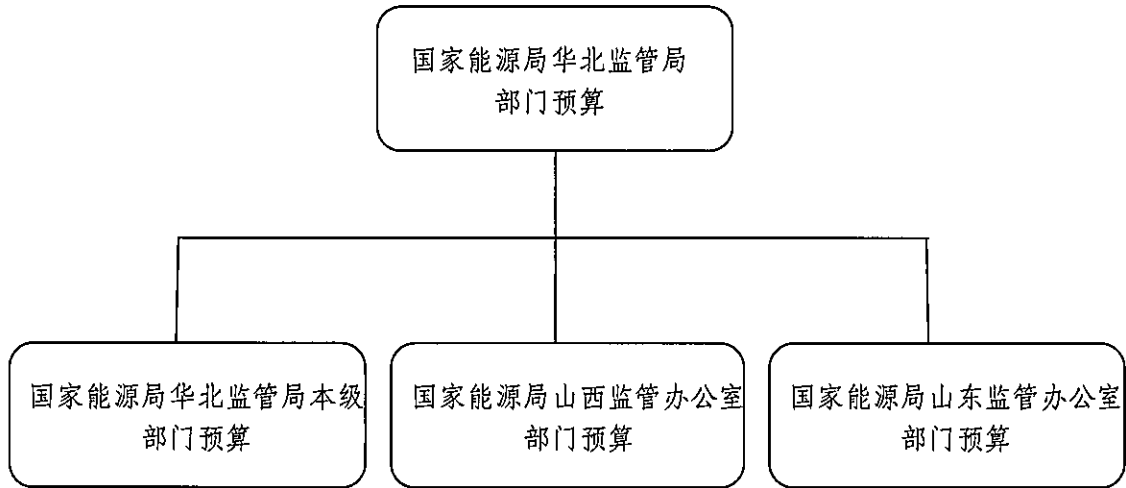 国家能源局华北监管局
部门预算
国家能源局华北监管局本级
部门预算
国家能源局山西监管办公室
部门预算
国家能源局山东监管办公室
部门预算